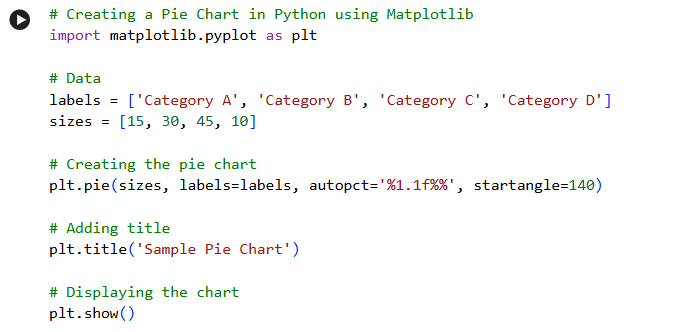 # Creating a Pie Chart in Python using Matplotlib
import matplotlib.pyplot as plt
# Data
labels = ['Category A', 'Category B', 'Category C', 'Category D']
sizes = [15, 30, 45, 10]
# Creating the pie chart
plt.pie(sizes, labels=labels, autopct='%1.1f%%', startangle=140)
# Adding title
plt.title('Sample Pie Chart')
# Displaying the chart
plt.show()